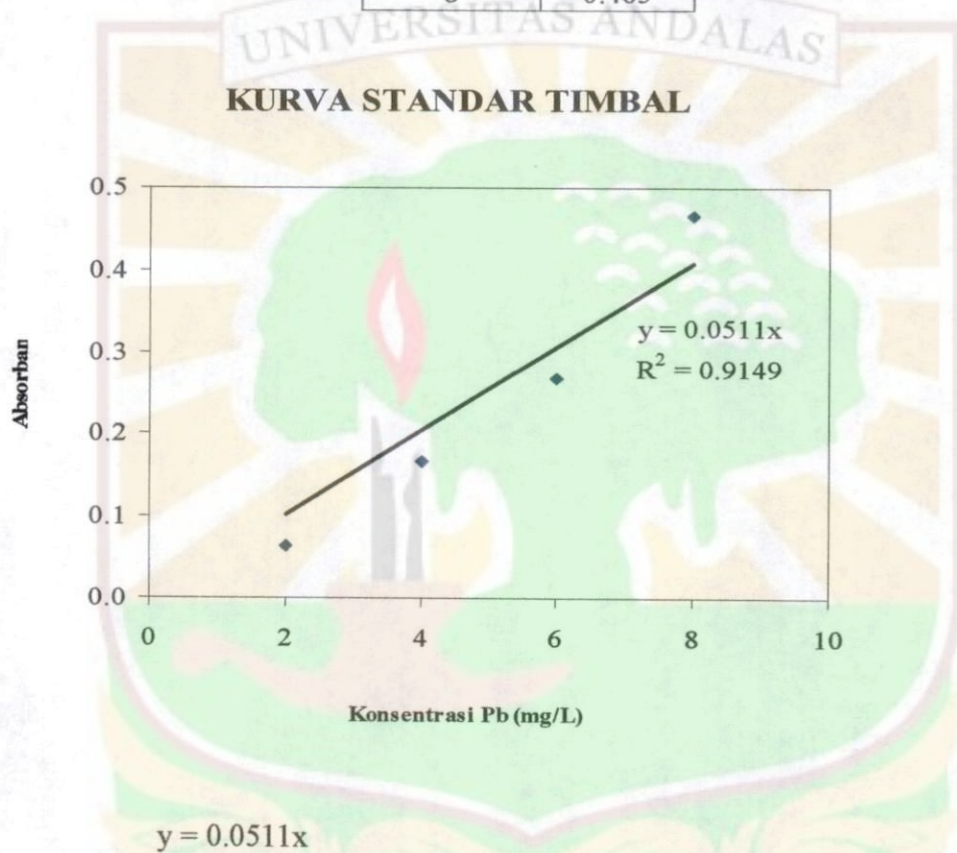 UNIVERSITAS ANDALAS
KURVA STANDAR TIMBAL
0.5
0.4
0.3
0.2
0.1
0.0
Absorban
y = 0.0511x
R² = 0.9149
0 2 4 6 8 10
Konsentrasi Pb (mg/L)
y = 0.0511x